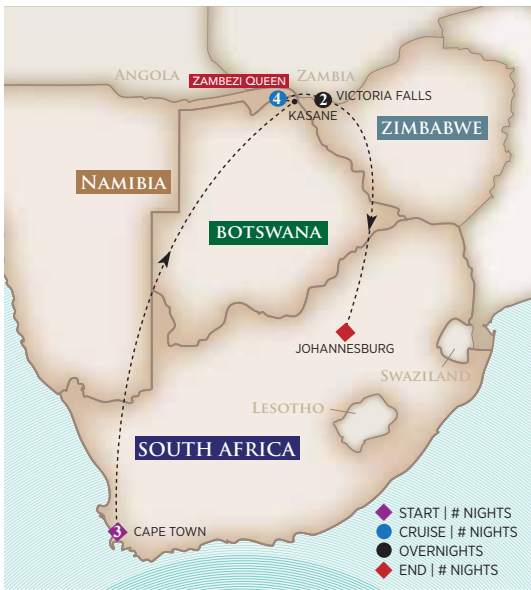 ANGOLA
ZAMBEZI QUEEN
ZAMBIA
4
2
VICTORIA FALLS
KASANE
ZIMBABWE
NAMIBIA
BOTSWANA
JOHANNESBURG
SWAZILAND
LESOTHO
SOUTH AFRICA
3
CAPE TOWN
START | # NIGHTS
CRUISE | # NIGHTS
OVERNIGHTS
END | # NIGHTS